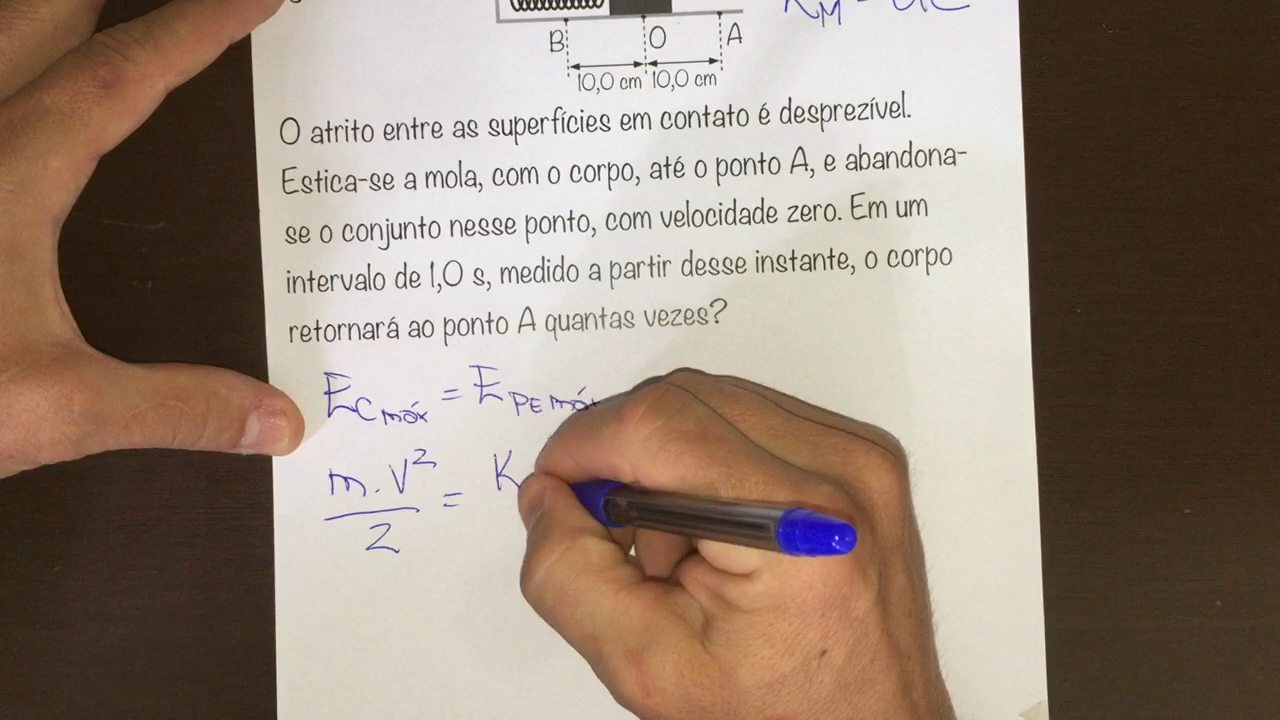 B O A
10,0 cm 10,0 cm
O atrito entre as superfícies em contato é desprezível.
Estica-se a mola, com o corpo, até o ponto A, e abandona-
se o conjunto nesse ponto, com velocidade zero. Em um
intervalo de 1,0 s, medido a partir desse instante, o corpo
retornará ao ponto A quantas vezes?
E_Cmáx = E_PEmáx
m.V² / 2 = K